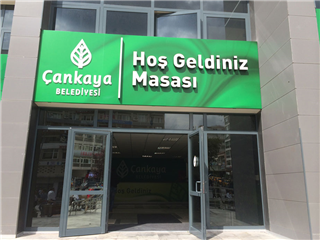 Çankaya
BELEDİYESİ
Hoş Geldiniz
Masası